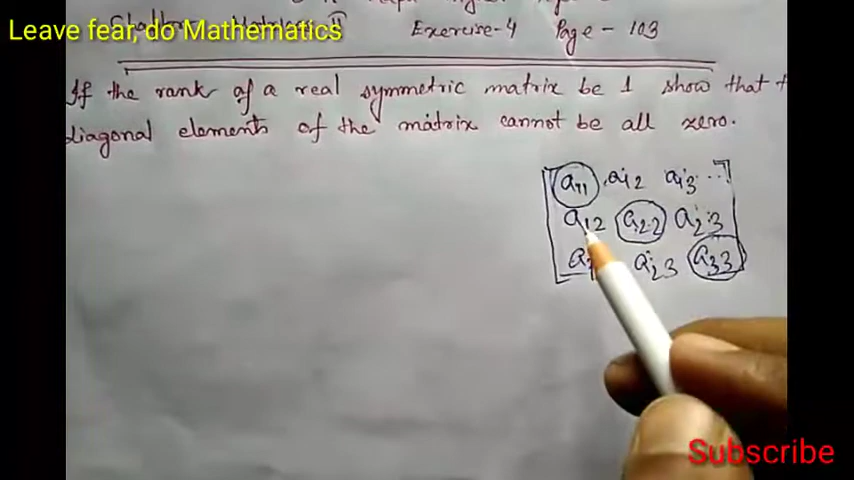 Leave fear, do Mathematics
Exercise-4 Page - 103
If the rank of a real symmetric matrix be 1 show that
diagonal elements of the matrix cannot be all zero.
a11 a12 a13 ...
a12 a22 a23
a23 a33
Subscribe